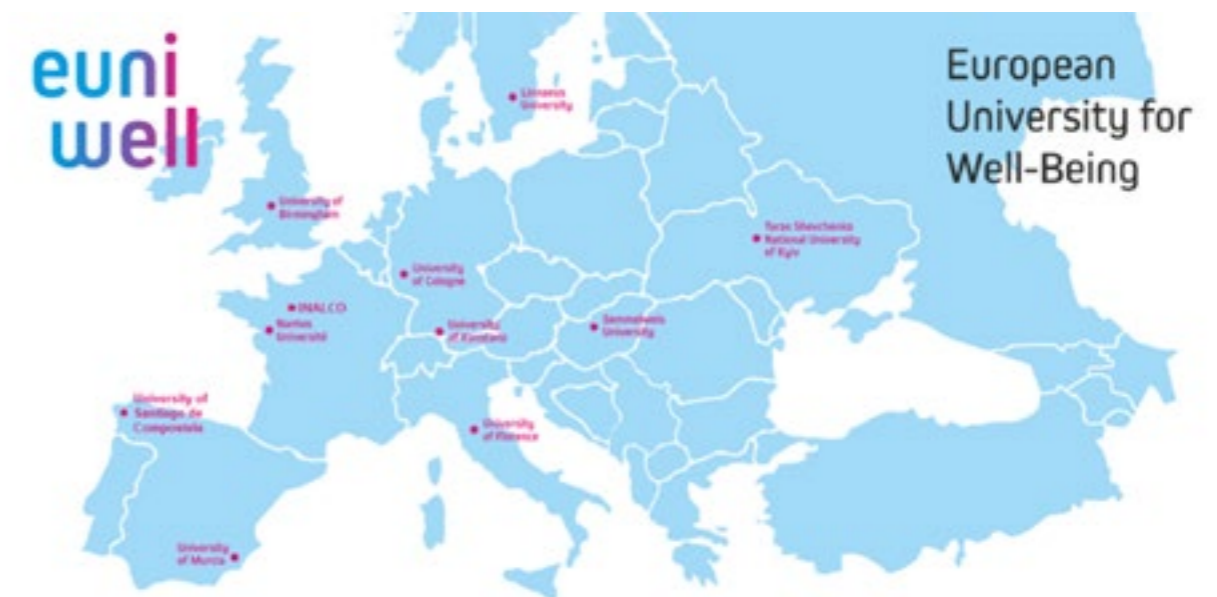 euni
well
European
University for
Well-Being
Linnaeus
University
University of
Birmingham
Taras Shevchenko
National University
of Kyiv
University
of Cologne
INALCO
Nantes
Université
University
of Konstanz
Semmelweis
University
University of
Santiago de
Compostela
University
of Florence
University
of Murcia